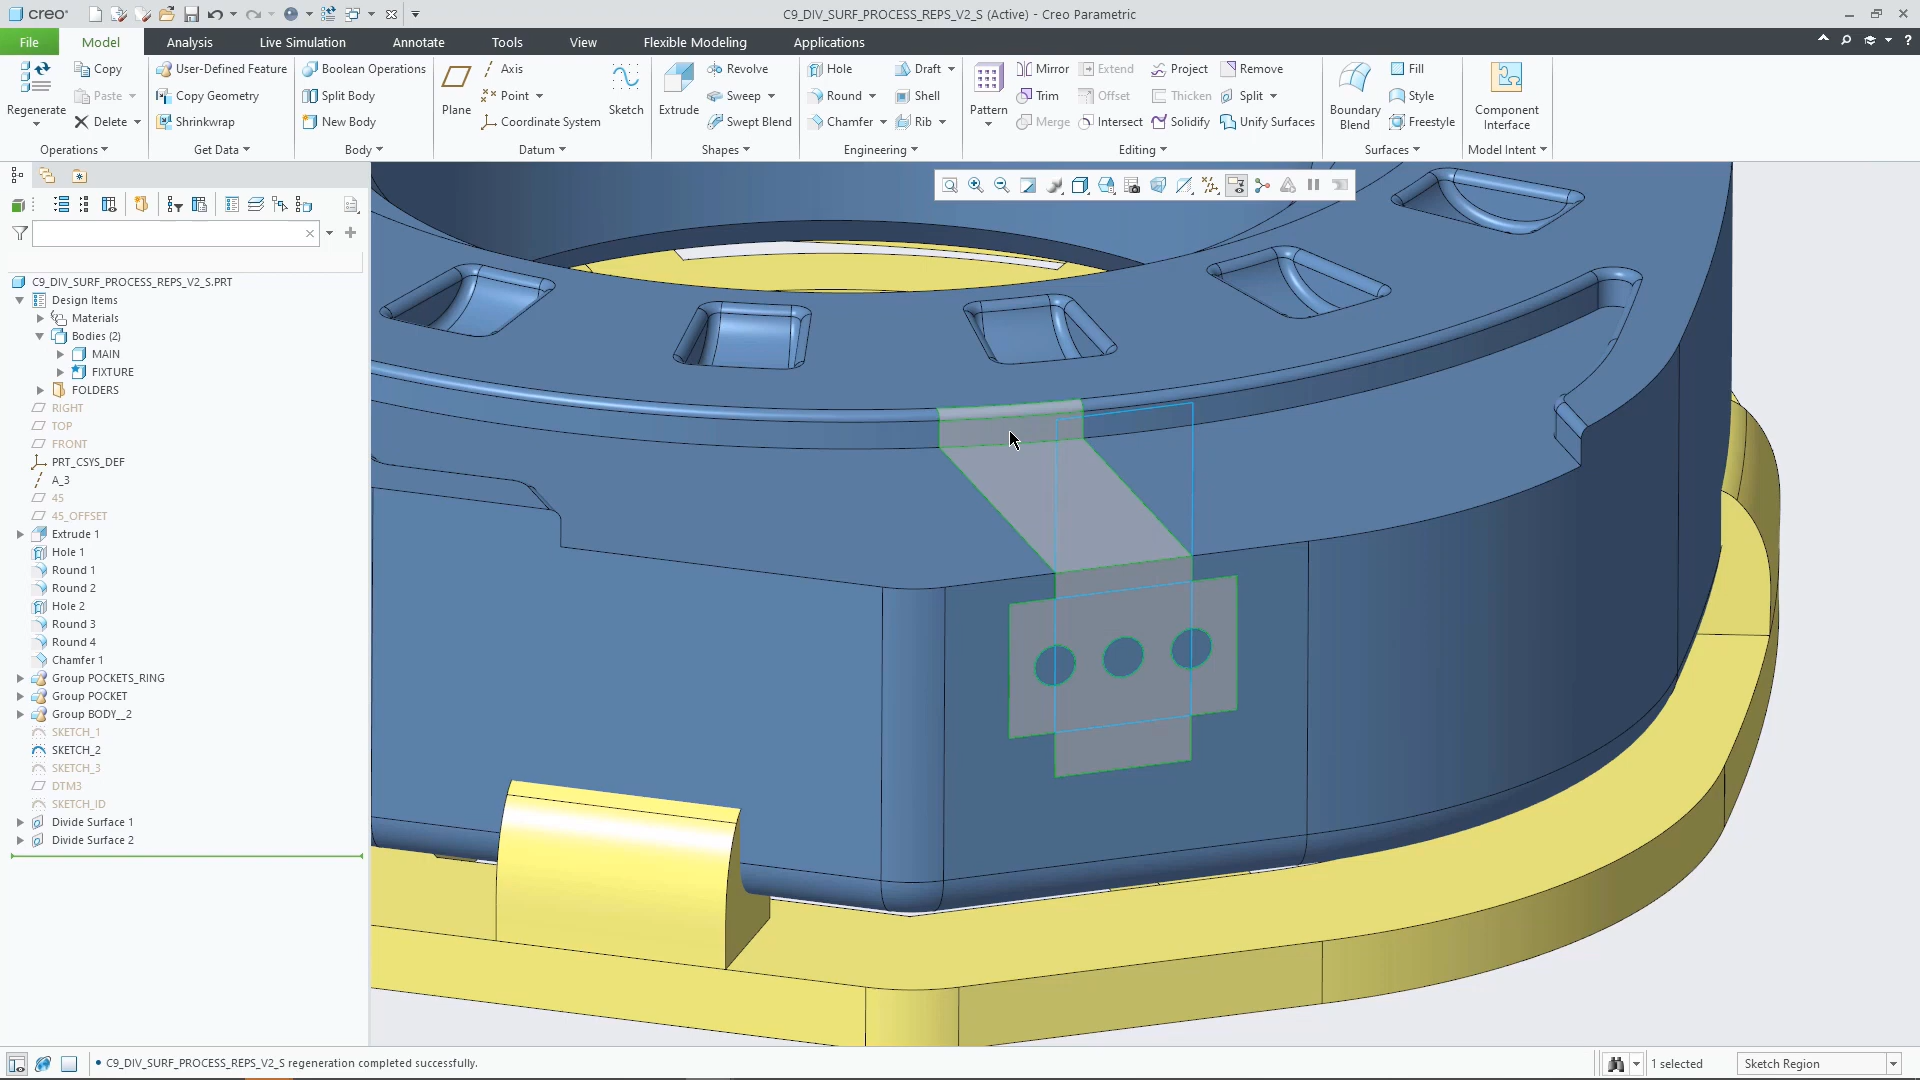 creo®
C9_DIV_SURF_PROCESS_REPS_V2_S (Active) - Creo Parametric
File Model Analysis Live Simulation Annotate Tools View Flexible Modeling Applications
Regenerate
Copy
Paste
Delete
Operations
User-Defined Feature
Copy Geometry
Shrinkwrap
Get Data
Boolean Operations
Split Body
New Body
Body
Plane
Axis
Point
Coordinate System
Sketch
Datum
Extrude
Revolve
Sweep
Swept Blend
Shapes
Hole
Round
Chamfer
Draft
Shell
Rib
Engineering
Pattern
Mirror
Trim
Merge
Extend
Offset
Intersect
Project
Thicken
Solidify
Remove
Split
Unify Surfaces
Editing
Boundary
Blend
Fill
Style
Freestyle
Surfaces
Component
Interface
Model Intent
C9_DIV_SURF_PROCESS_REPS_V2_S.PRT
Design Items
Materials
Bodies (2)
MAIN
FIXTURE
FOLDERS
RIGHT
TOP
FRONT
PRT_CSYS_DEF
A_3
45
45_OFFSET
Extrude 1
Hole 1
Round 1
Round 2
Hole 2
Round 3
Round 4
Chamfer 1
Group POCKETS_RING
Group POCKET
Group BODY__2
SKETCH_1
SKETCH_2
SKETCH_3
DTM3
SKETCH_ID
Divide Surface 1
Divide Surface 2
• C9_DIV_SURF_PROCESS_REPS_V2_S regeneration completed successfully.
1 selected
Sketch Region